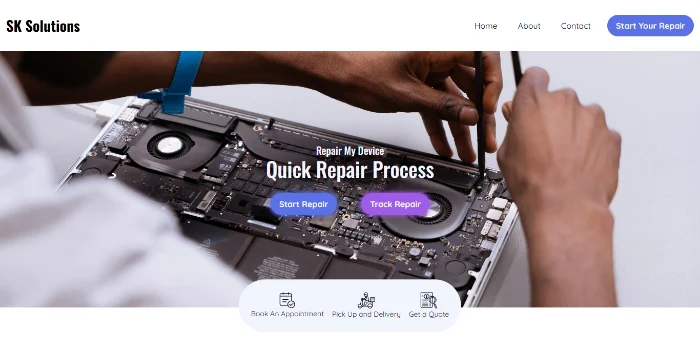 SK Solutions
Home About Contact Start Your Repair
Repair My Device
Quick Repair Process
Start Repair Track Repair
Book An Appointment Pick Up and Delivery Get a Quote